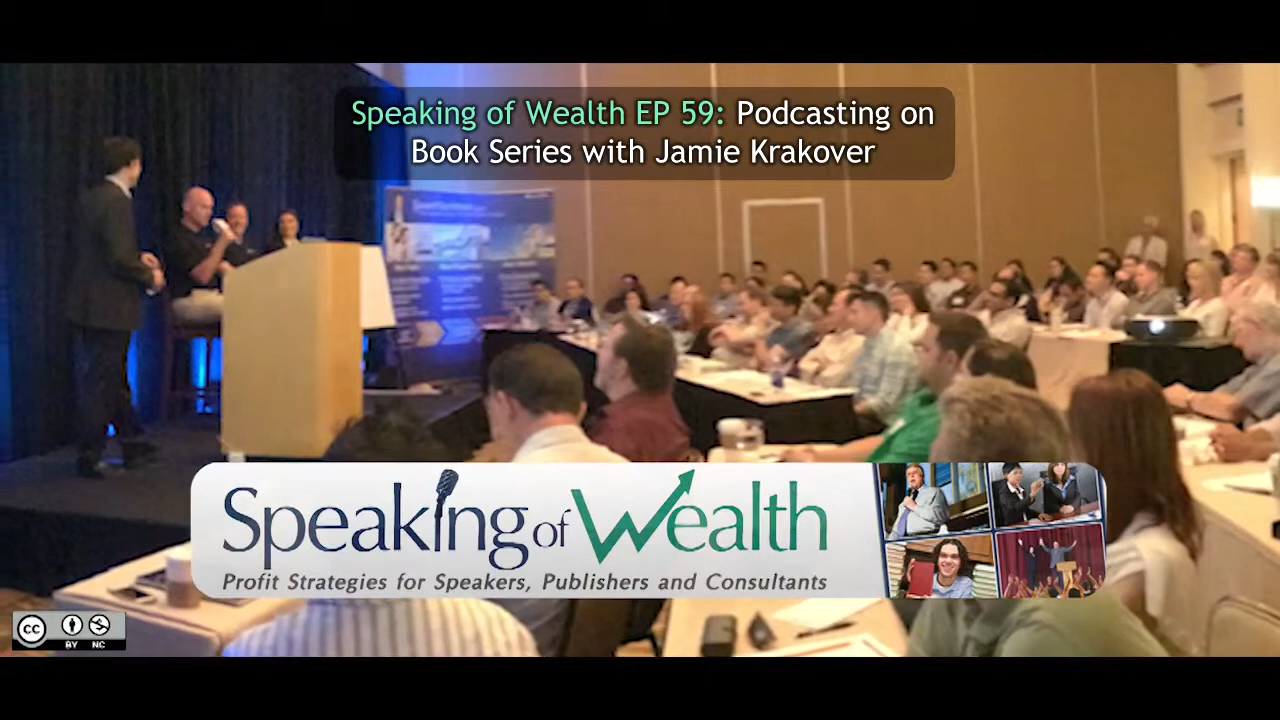 Speaking of Wealth EP 59: Podcasting on
Book Series with Jamie Krakover
Speaking of Wealth
Profit Strategies for Speakers, Publishers and Consultants
cc
BY NC